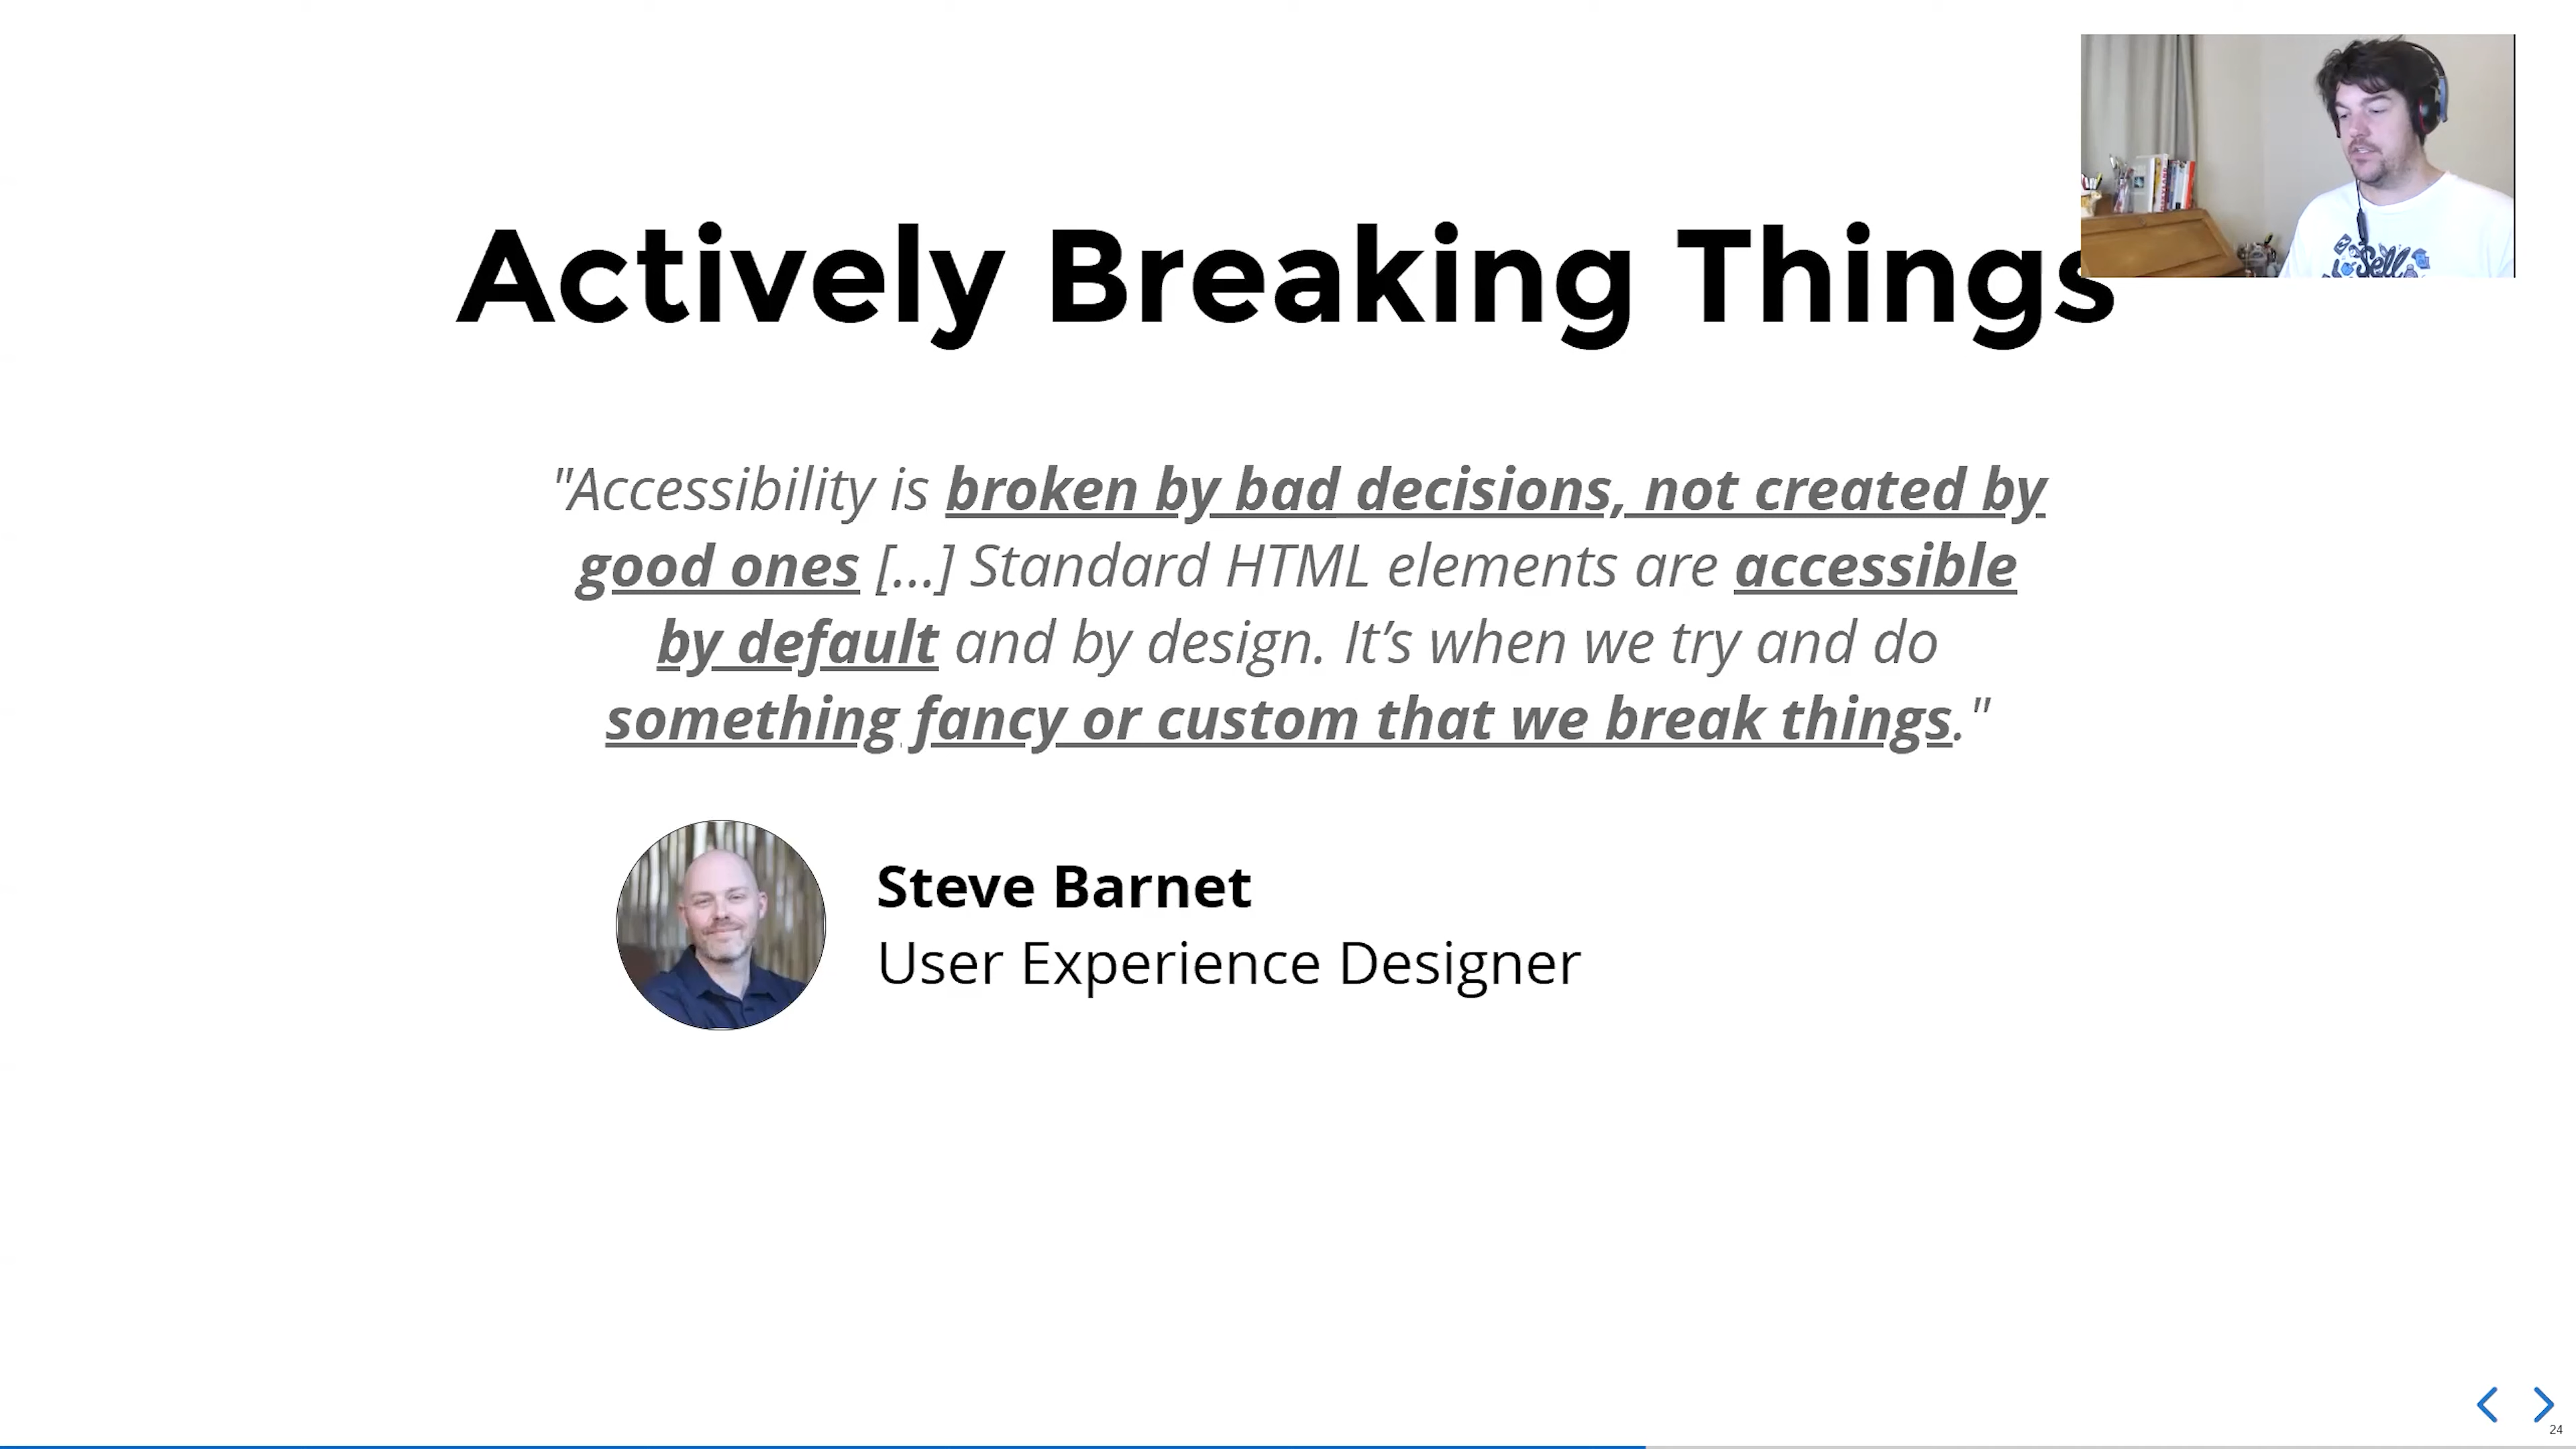 Actively Breaking Things
"Accessibility is broken by bad decisions, not created by
good ones [...] Standard HTML elements are accessible
by default and by design. It’s when we try and do
something fancy or custom that we break things."
Steve Barnet
User Experience Designer
24